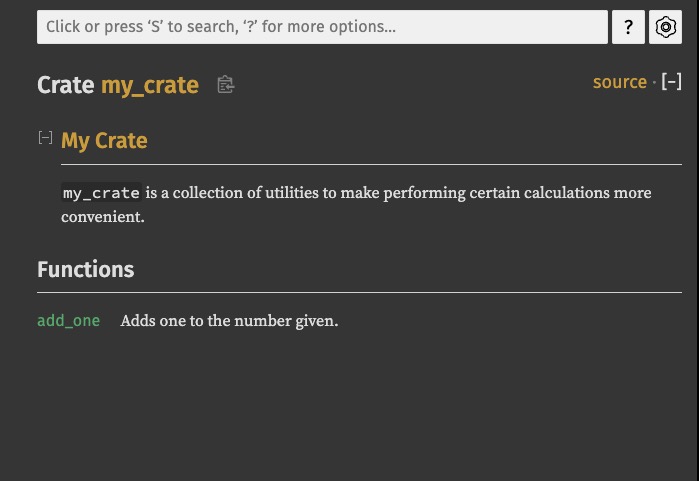 Click or press ‘S’ to search, ‘?’ for more options…
?
Crate my_crate
source · [−]
[−] My Crate
my_crate is a collection of utilities to make performing certain calculations more
convenient.
Functions
add_one Adds one to the number given.